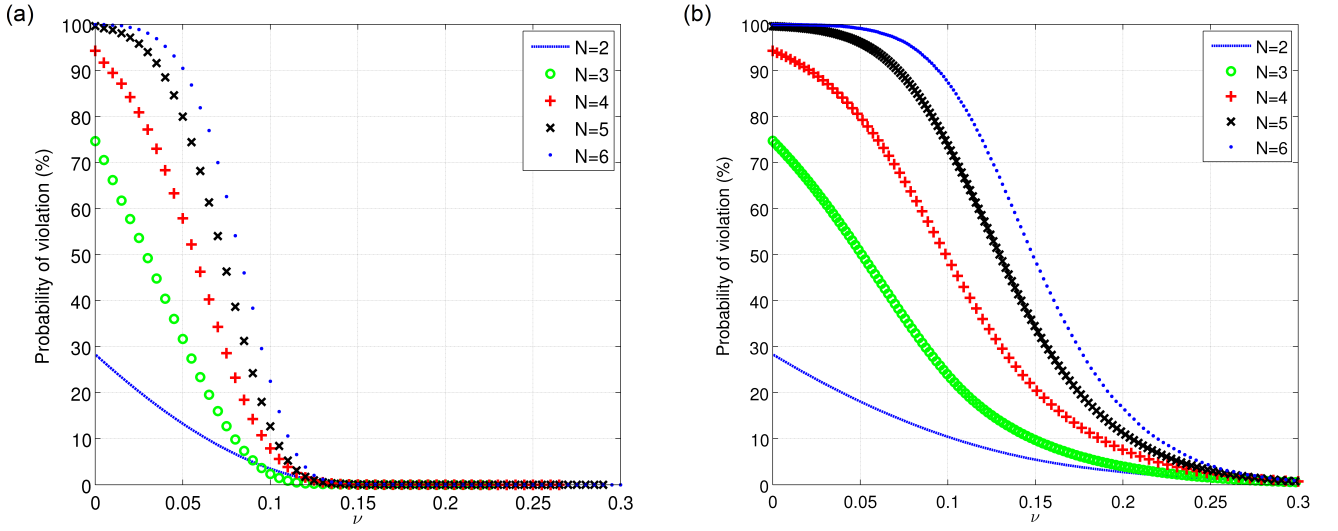 (a)
Probability of violation (%)
100
90
80
70
60
50
40
30
20
10
0
0
0.05
0.1
0.15
0.2
0.25
0.3
ν
N=2
N=3
N=4
N=5
N=6
(b)
Probability of violation (%)
100
90
80
70
60
50
40
30
20
10
0
0
0.05
0.1
0.15
0.2
0.25
0.3
ν
N=2
N=3
N=4
N=5
N=6